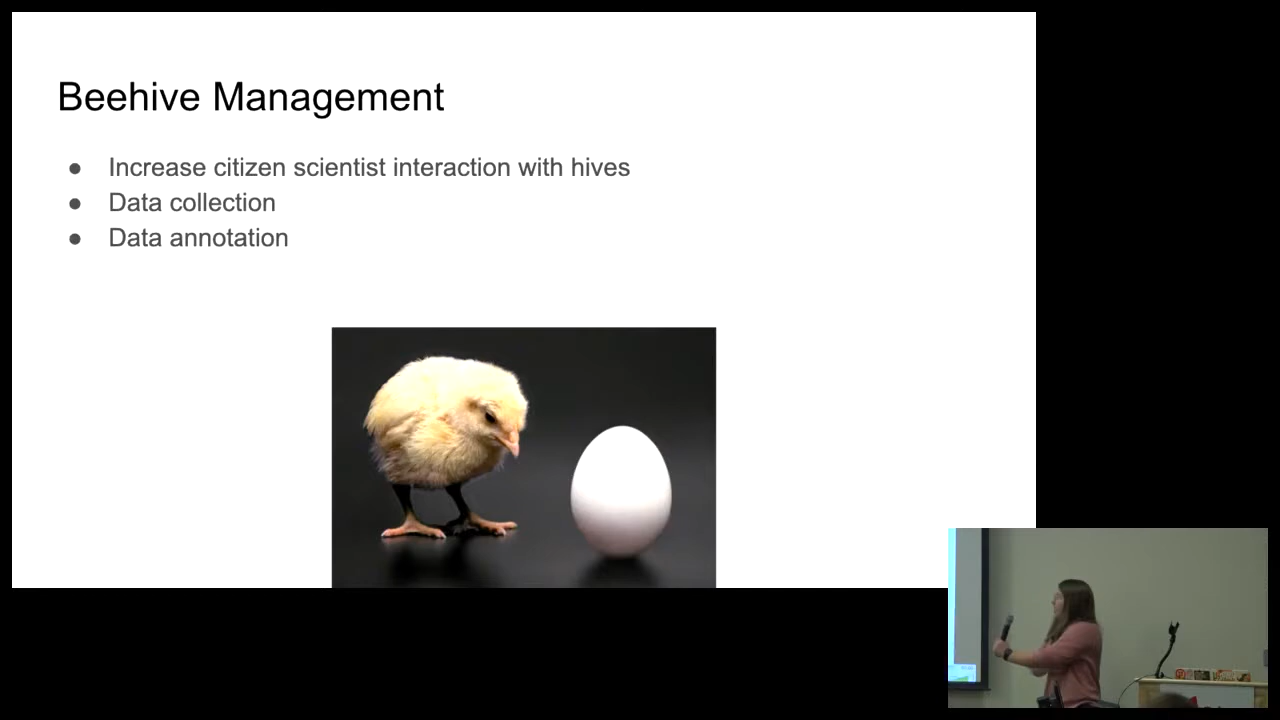 Beehive Management
Increase citizen scientist interaction with hives
Data collection
Data annotation